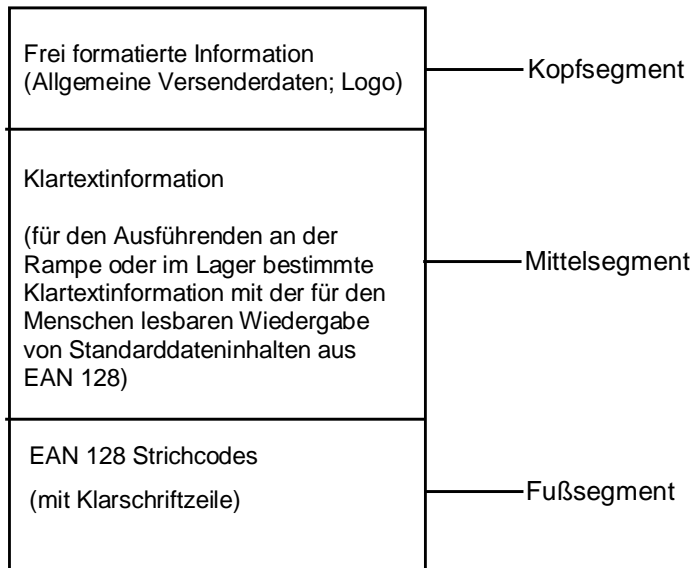 Frei formatierte Information
(Allgemeine Versenderdaten; Logo)
Kopfsegment
Klartextinformation
(für den Ausführenden an der
Rampe oder im Lager bestimmte
Klartextinformation mit der für den
Menschen lesbaren Wiedergabe
von Standarddateninhalten aus
EAN 128)
Mittelsegment
EAN 128 Strichcodes
(mit Klarschriftzeile)
Fußsegment